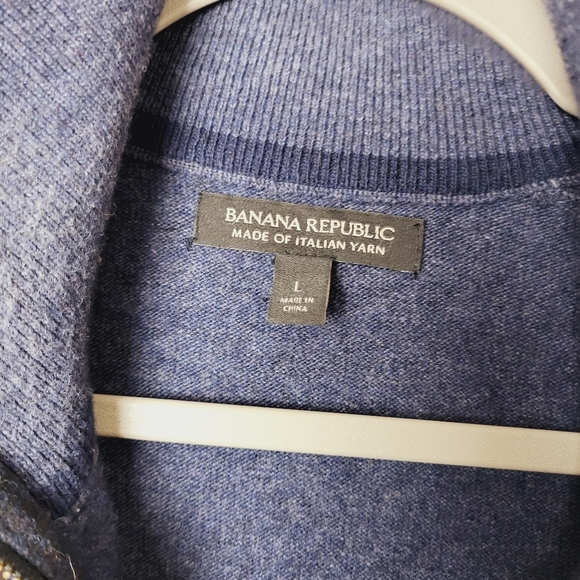 BANANA REPUBLIC
MADE OF ITALIAN YARN
L
MADE IN
CHINA